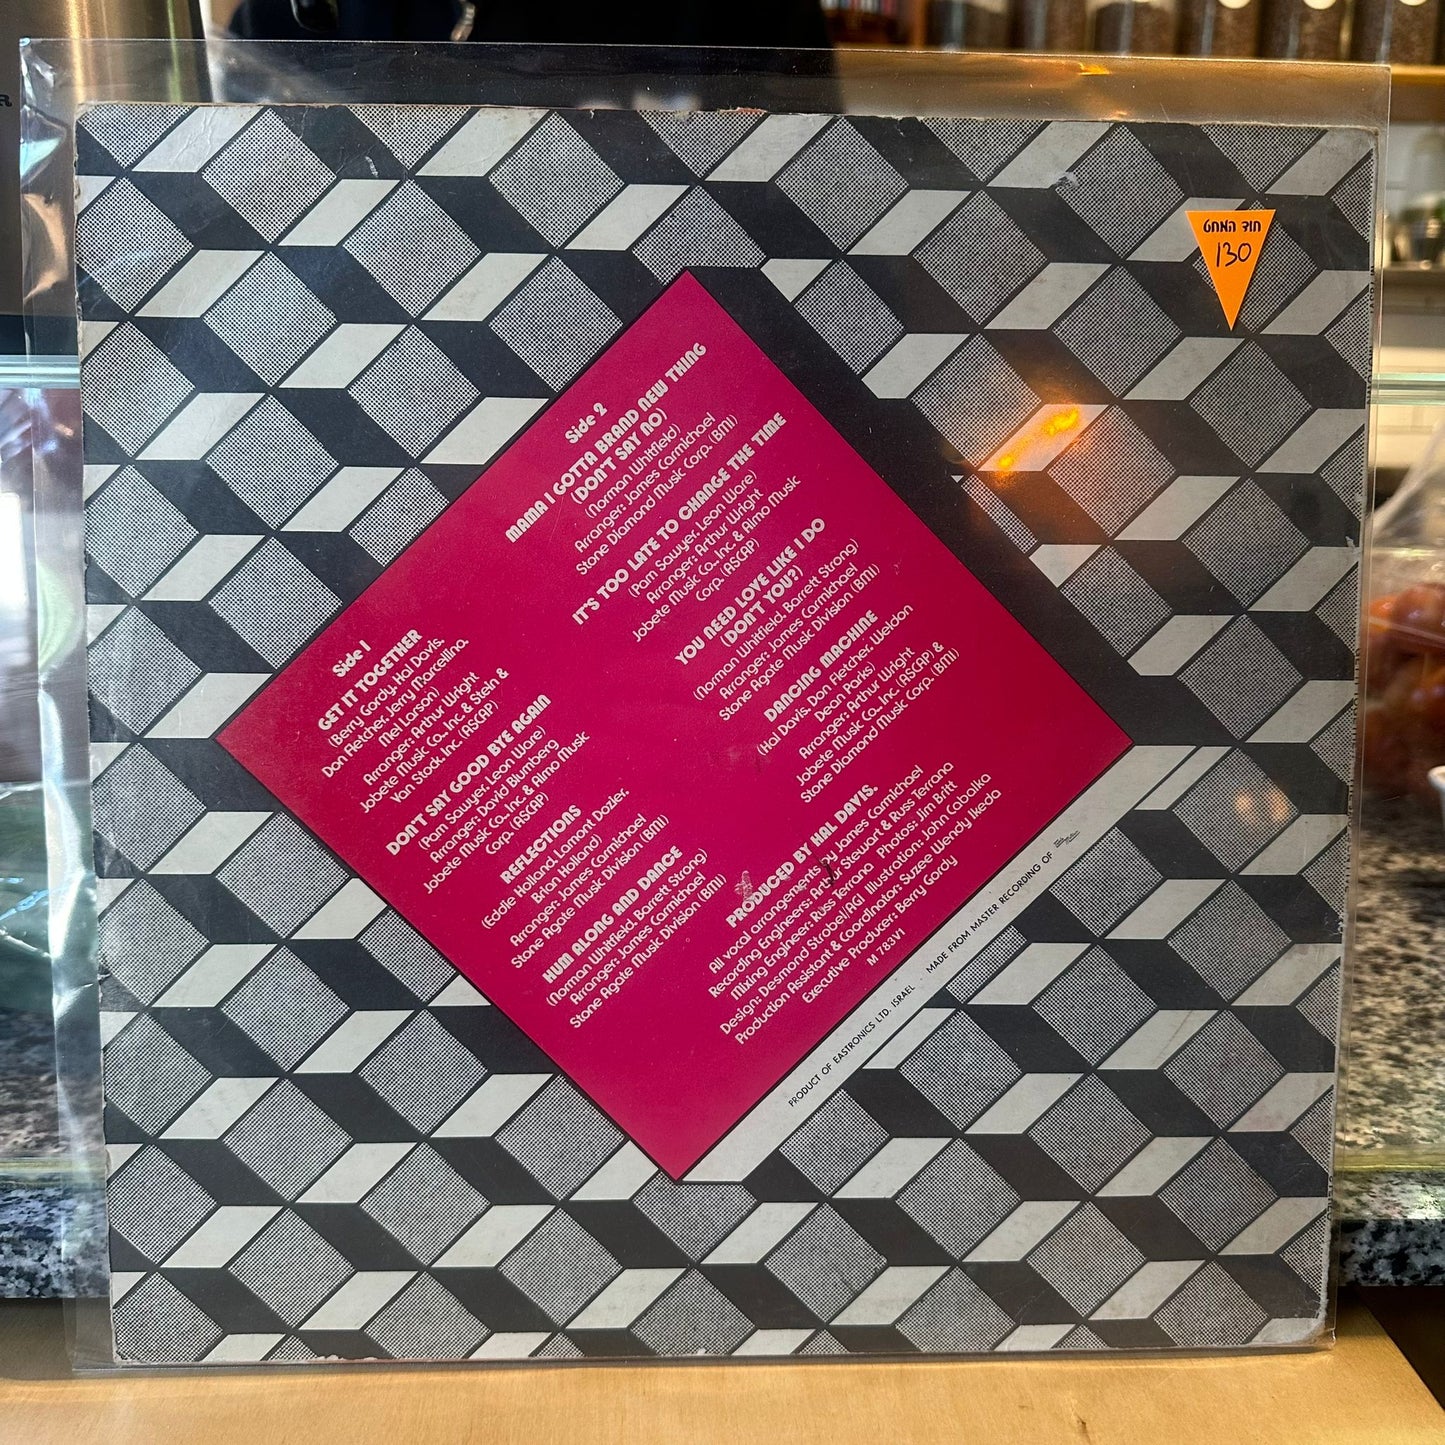 חוד המחט
130
Side 1
GET IT TOGETHER
(Berry Gordy, Hal Davis,
Don Fletcher, Jerry Marcellino,
Mel Larson)
Arranger: Arthur Wright
Jobete Music Co., Inc. & Stein &
Van Stock, Inc. (ASCAP)
DON'T SAY GOOD BYE AGAIN
(Pam Sawyer, Leon Ware)
Arranger: David Blumberg
Jobete Music Co., Inc. & Almo Music
Corp. (ASCAP)
REFLECTIONS
(Eddie Holland, Lamont Dozier,
Brian Holland)
Arranger: James Carmichael
Stone Agate Music Division (BMI)
HUM ALONG AND DANCE
(Norman Whitfield, Barrett Strong)
Arranger: James Carmichael
Stone Agate Music Division (BMI)
Side 2
MAMA I GOTTA BRAND NEW THING
(DON'T SAY NO)
(Norman Whitfield)
Arranger: James Carmichael
Stone Diamond Music Corp. (BMI)
IT'S TOO LATE TO CHANGE THE TIME
(Pam Sawyer, Leon Ware)
Arranger: Arthur Wright
Jobete Music Co., Inc. & Almo Music
Corp. (ASCAP)
YOU NEED LOVE LIKE I DO
(DON'T YOU?)
(Norman Whitfield, Barrett Strong)
Arranger: James Carmichael
Stone Agate Music Division (BMI)
DANCING MACHINE
(Hal Davis, Don Fletcher, Weldon
Dean Parks)
Arranger: Arthur Wright
Jobete Music Co., Inc. (ASCAP) &
Stone Diamond Music Corp. (BMI)
PRODUCED BY HAL DAVIS.
All vocal arrangements by James Carmichael
Recording Engineers: Arthur Stewart & Russ Terrana
Mixing Engineer: Russ Terrana Photos: Jim Britt
Design: Desmond Strobel/AGI Illustration: John Cabalka
Production Assistant & Coordinator: Suzee Wendy Ikeda
Executive Producer: Berry Gordy
M 783V1
PRODUCT OF EASTRONICS LTD. ISRAEL · MADE FROM MASTER RECORDING OF